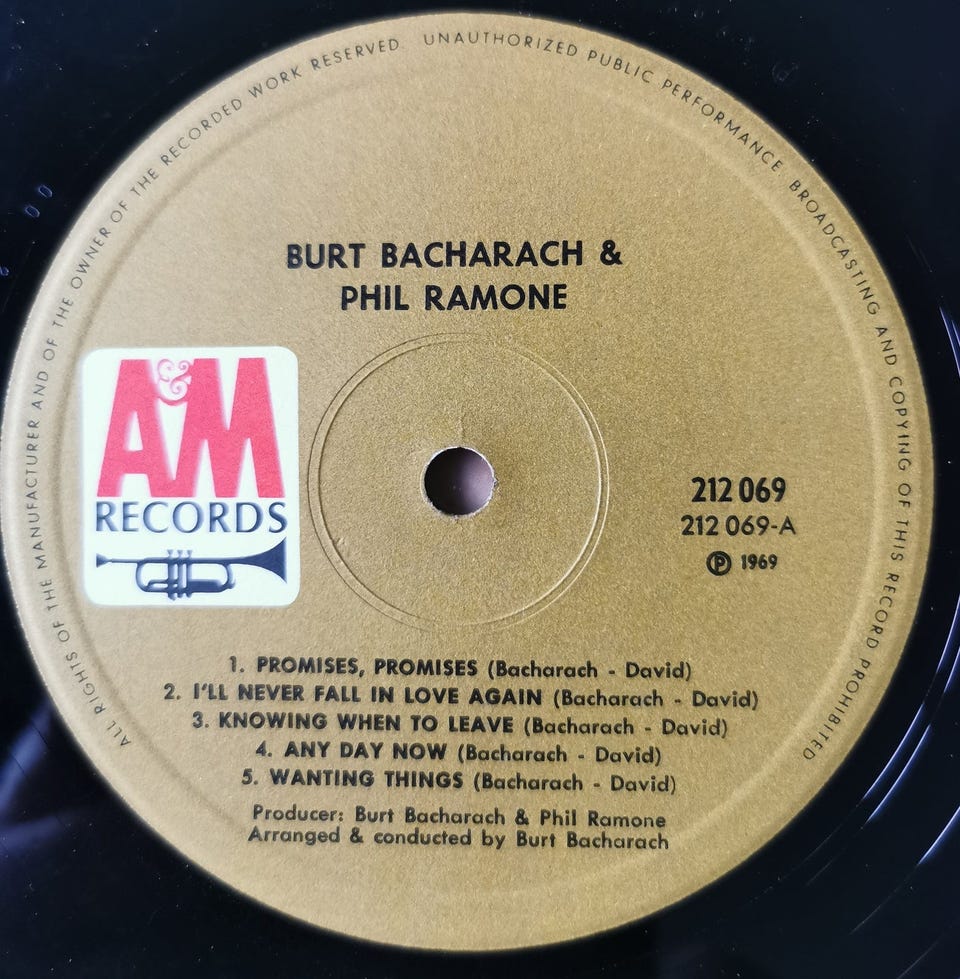 ALL RIGHTS OF THE MANUFACTURER AND OF THE OWNER OF THE RECORDED WORK RESERVED. UNAUTHORIZED PUBLIC PERFORMANCE BROADCASTING AND COPYING OF THIS RECORD PROHIBITED
BURT BACHARACH &
PHIL RAMONE
A&M
RECORDS
212 069
212 069-A
Ⓟ 1969
1. PROMISES, PROMISES (Bacharach - David)
2. I'LL NEVER FALL IN LOVE AGAIN (Bacharach - David)
3. KNOWING WHEN TO LEAVE (Bacharach - David)
4. ANY DAY NOW (Bacharach - David)
5. WANTING THINGS (Bacharach - David)
Producer: Burt Bacharach & Phil Ramone
Arranged & conducted by Burt Bacharach